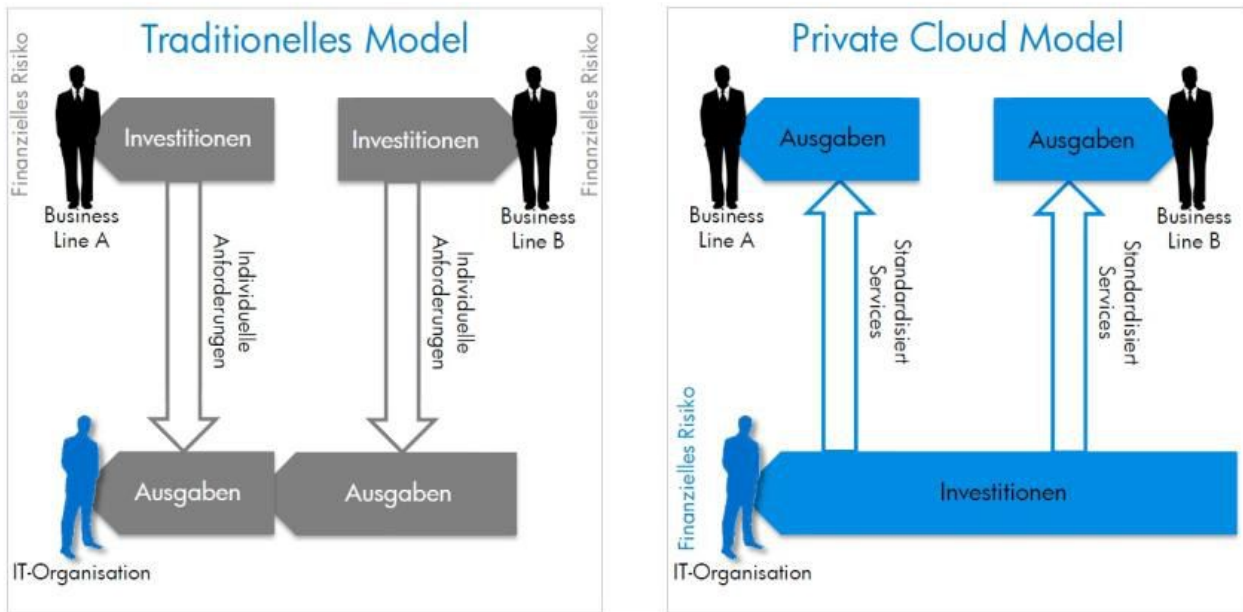 Traditionelles Model
Finanzielles Risiko
Finanzielles Risiko
Investitionen
Investitionen
Business
Line A
Business
Line B
Individuelle
Anforderungen
Individuelle
Anforderungen
Ausgaben
Ausgaben
IT-Organisation
Private Cloud Model
Ausgaben
Ausgaben
Business
Line A
Business
Line B
Standardisiert
Services
Standardisiert
Services
Finanzielles Risiko
Investitionen
IT-Organisation